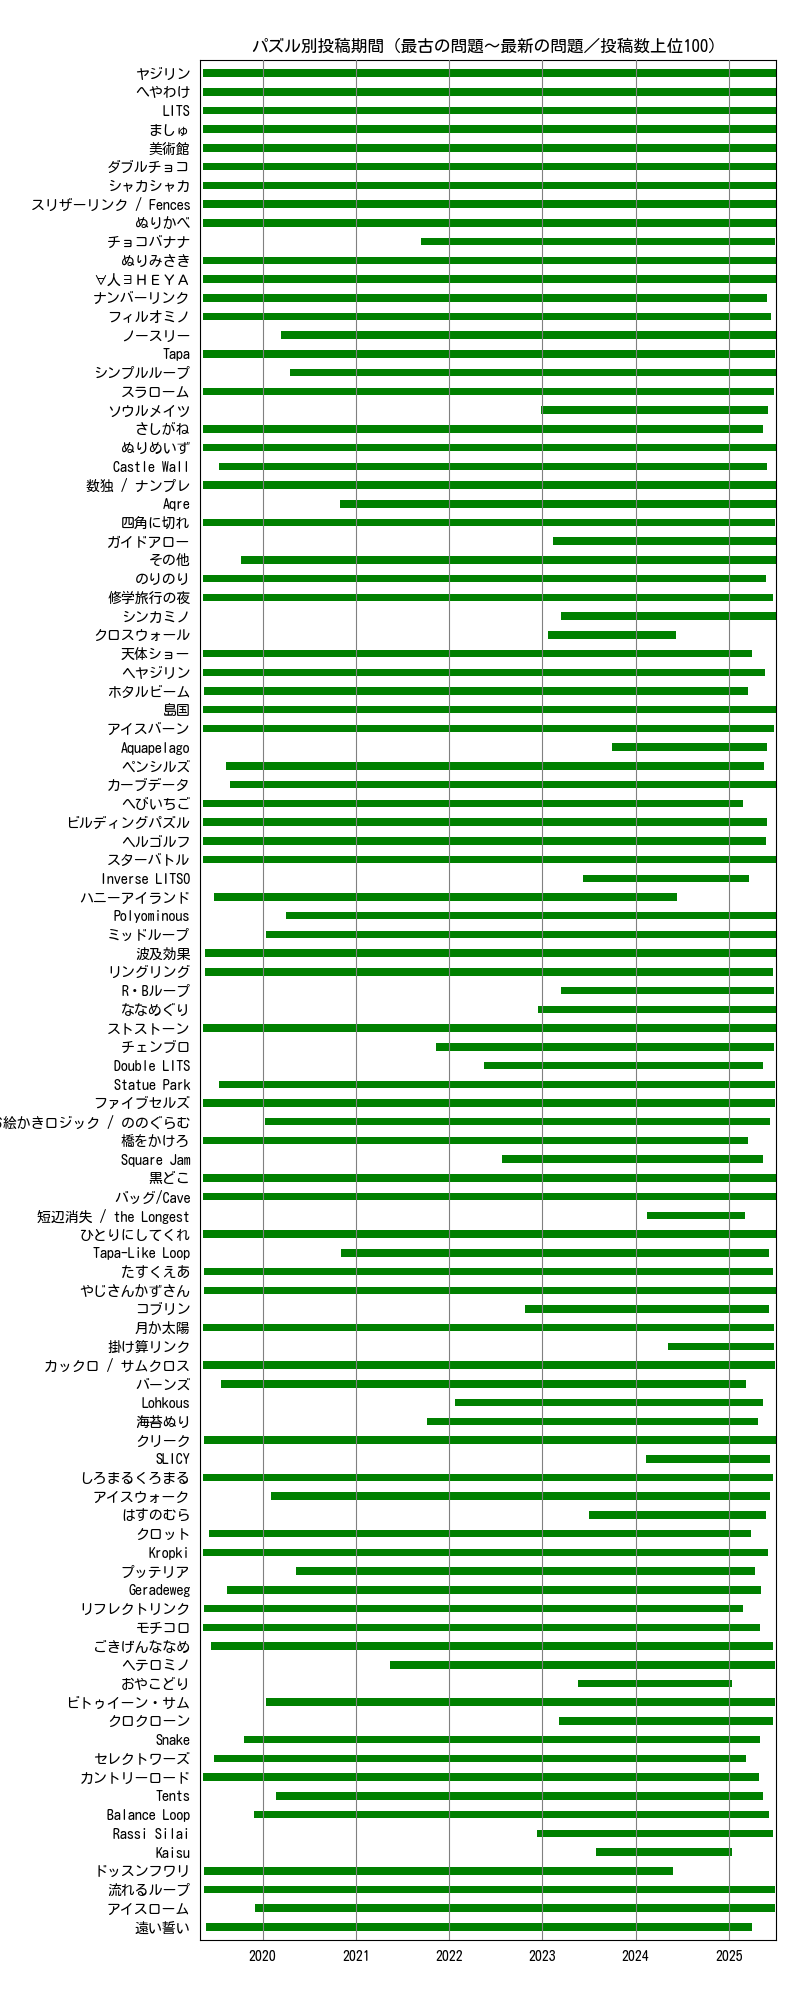 パズル別投稿期間（最古の問題～最新の問題／投稿数上位100）
ヤジリン
へやわけ
LITS
ましゅ
美術館
ダブルチョコ
シャカシャカ
スリザーリンク / Fences
ぬりかべ
チョコバナナ
ぬりみさき
∀人∃ＨＥＹＡ
ナンバーリンク
フィルオミノ
ノースリー
Tapa
シンプルループ
スラローム
ソウルメイツ
さしがね
ぬりめいず
Castle Wall
数独 / ナンプレ
Aqre
四角に切れ
ガイドアロー
その他
のりのり
修学旅行の夜
シンカミノ
クロスウォール
天体ショー
ヘヤジリン
ホタルビーム
島国
アイスバーン
Aquapelago
ペンシルズ
カーブデータ
へびいちご
ビルディングパズル
ヘルゴルフ
スターバトル
Inverse LITSO
ハニーアイランド
Polyominous
ミッドループ
波及効果
リングリング
R・Bループ
ななめぐり
ストストーン
チェンブロ
Double LITS
Statue Park
ファイブセルズ
絵かきロジック / ののぐらむ
橋をかけろ
Square Jam
黒どこ
バッグ/Cave
短辺消失 / the Longest
ひとりにしてくれ
Tapa-Like Loop
たすくえあ
やじさんかずさん
コブリン
月か太陽
掛け算リンク
カックロ / サムクロス
バーンズ
Lohkous
海苔ぬり
クリーク
SLICY
しろまるくろまる
アイスウォーク
はすのむら
クロット
Kropki
プッテリア
Geradeweg
リフレクトリンク
モチコロ
ごきげんななめ
ヘテロミノ
おやこどり
ビトゥイーン・サム
クロクローン
Snake
セレクトワーズ
カントリーロード
Tents
Balance Loop
Rassi Silai
Kaisu
ドッスンフワリ
流れるループ
アイスローム
遠い誓い
2020 2021 2022 2023 2024 2025